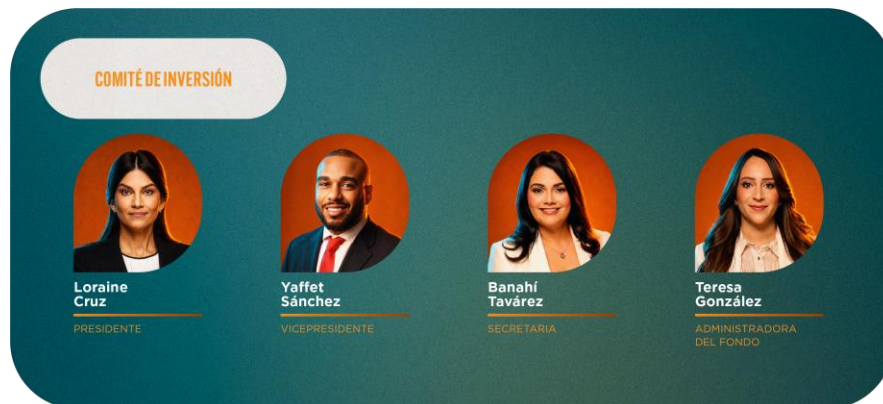 COMITÉ DE INVERSIÓN
Loraine
Cruz
PRESIDENTE
Yaffet
Sánchez
VICEPRESIDENTE
Banahí
Tavárez
SECRETARIA
Teresa
González
ADMINISTRADORA
DEL FONDO